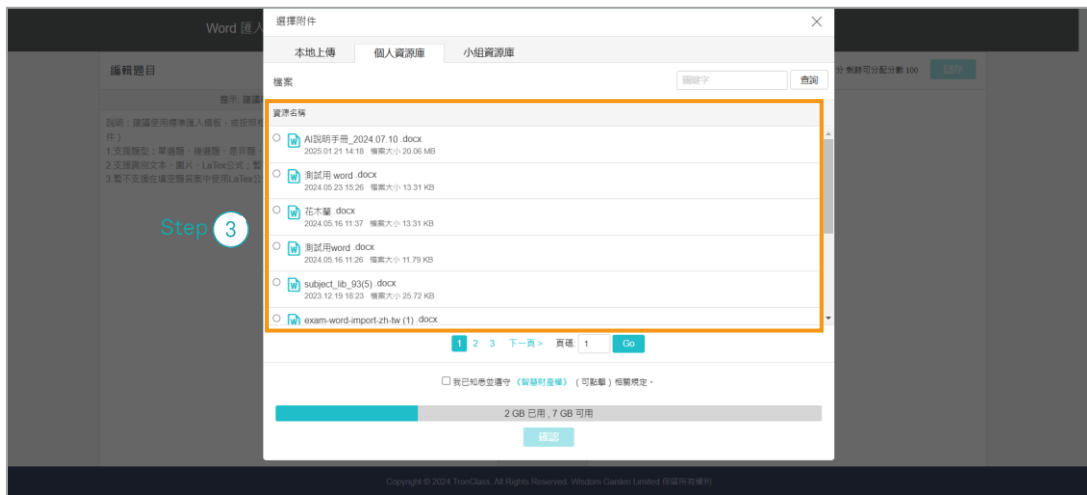 Word 匯入
選擇附件
本地上傳 個人資源庫 小組資源庫
編輯題目
分 剩餘可分配分數 100 儲存
檔案 關鍵字 查詢
提示: 建議
資源名稱
說明：建議使用標準匯入模板，或按照相
件）
1.支援題型：單選題、複選題、是非題、
2.支援識別文本、圖片、LaTex公式；暫
3.暫不支援在填空題答案中使用LaTex公
AI說明手冊_2024.07.10 .docx
2025.01.21 14:18 檔案大小 20.06 MB
測試用 word .docx
2024.05.23 15:26 檔案大小 13.31 KB
花木蘭 .docx
2024.05.16 11:37 檔案大小 13.31 KB
Step 3
測試用word .docx
2024.05.16 11:26 檔案大小 11.79 KB
subject_lib_93(5) .docx
2023.12.19 18:23 檔案大小 25.72 KB
exam-word-import-zh-tw (1) .docx
1 2 3 下一頁 > 頁碼: 1 Go
我已知悉並遵守 《智慧財產權》 （可點擊）相關規定。
2 GB 已用 , 7 GB 可用
確認
Copyright © 2024 TronClass. All Rights Reserved. Wisdom Garden Limited 保留所有權利